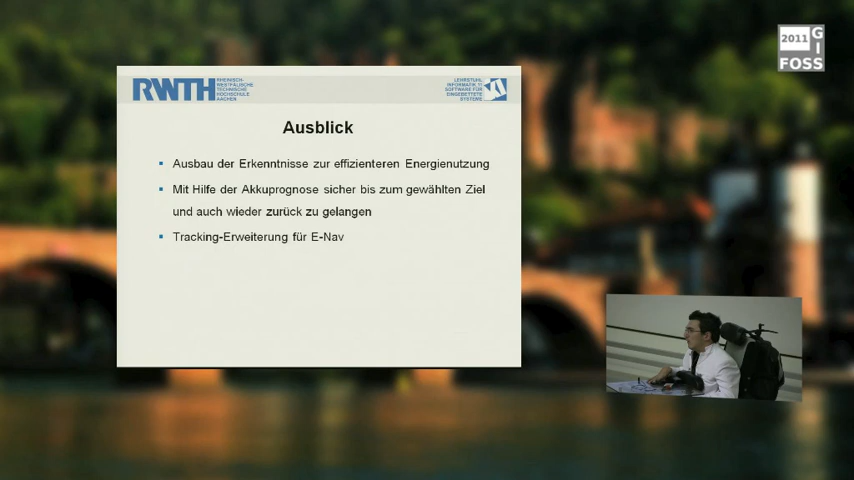 2011
G
I
FOSS
RWTH
RHEINISCH-
WESTFÄLISCHE
TECHNISCHE
HOCHSCHULE
AACHEN
LEHRSTUHL
INFORMATIK 11
SOFTWARE FÜR
EINGEBETTETE
SYSTEME
Ausblick
Ausbau der Erkenntnisse zur effizienteren Energienutzung
Mit Hilfe der Akkuprognose sicher bis zum gewählten Ziel
und auch wieder zurück zu gelangen
Tracking-Erweiterung für E-Nav